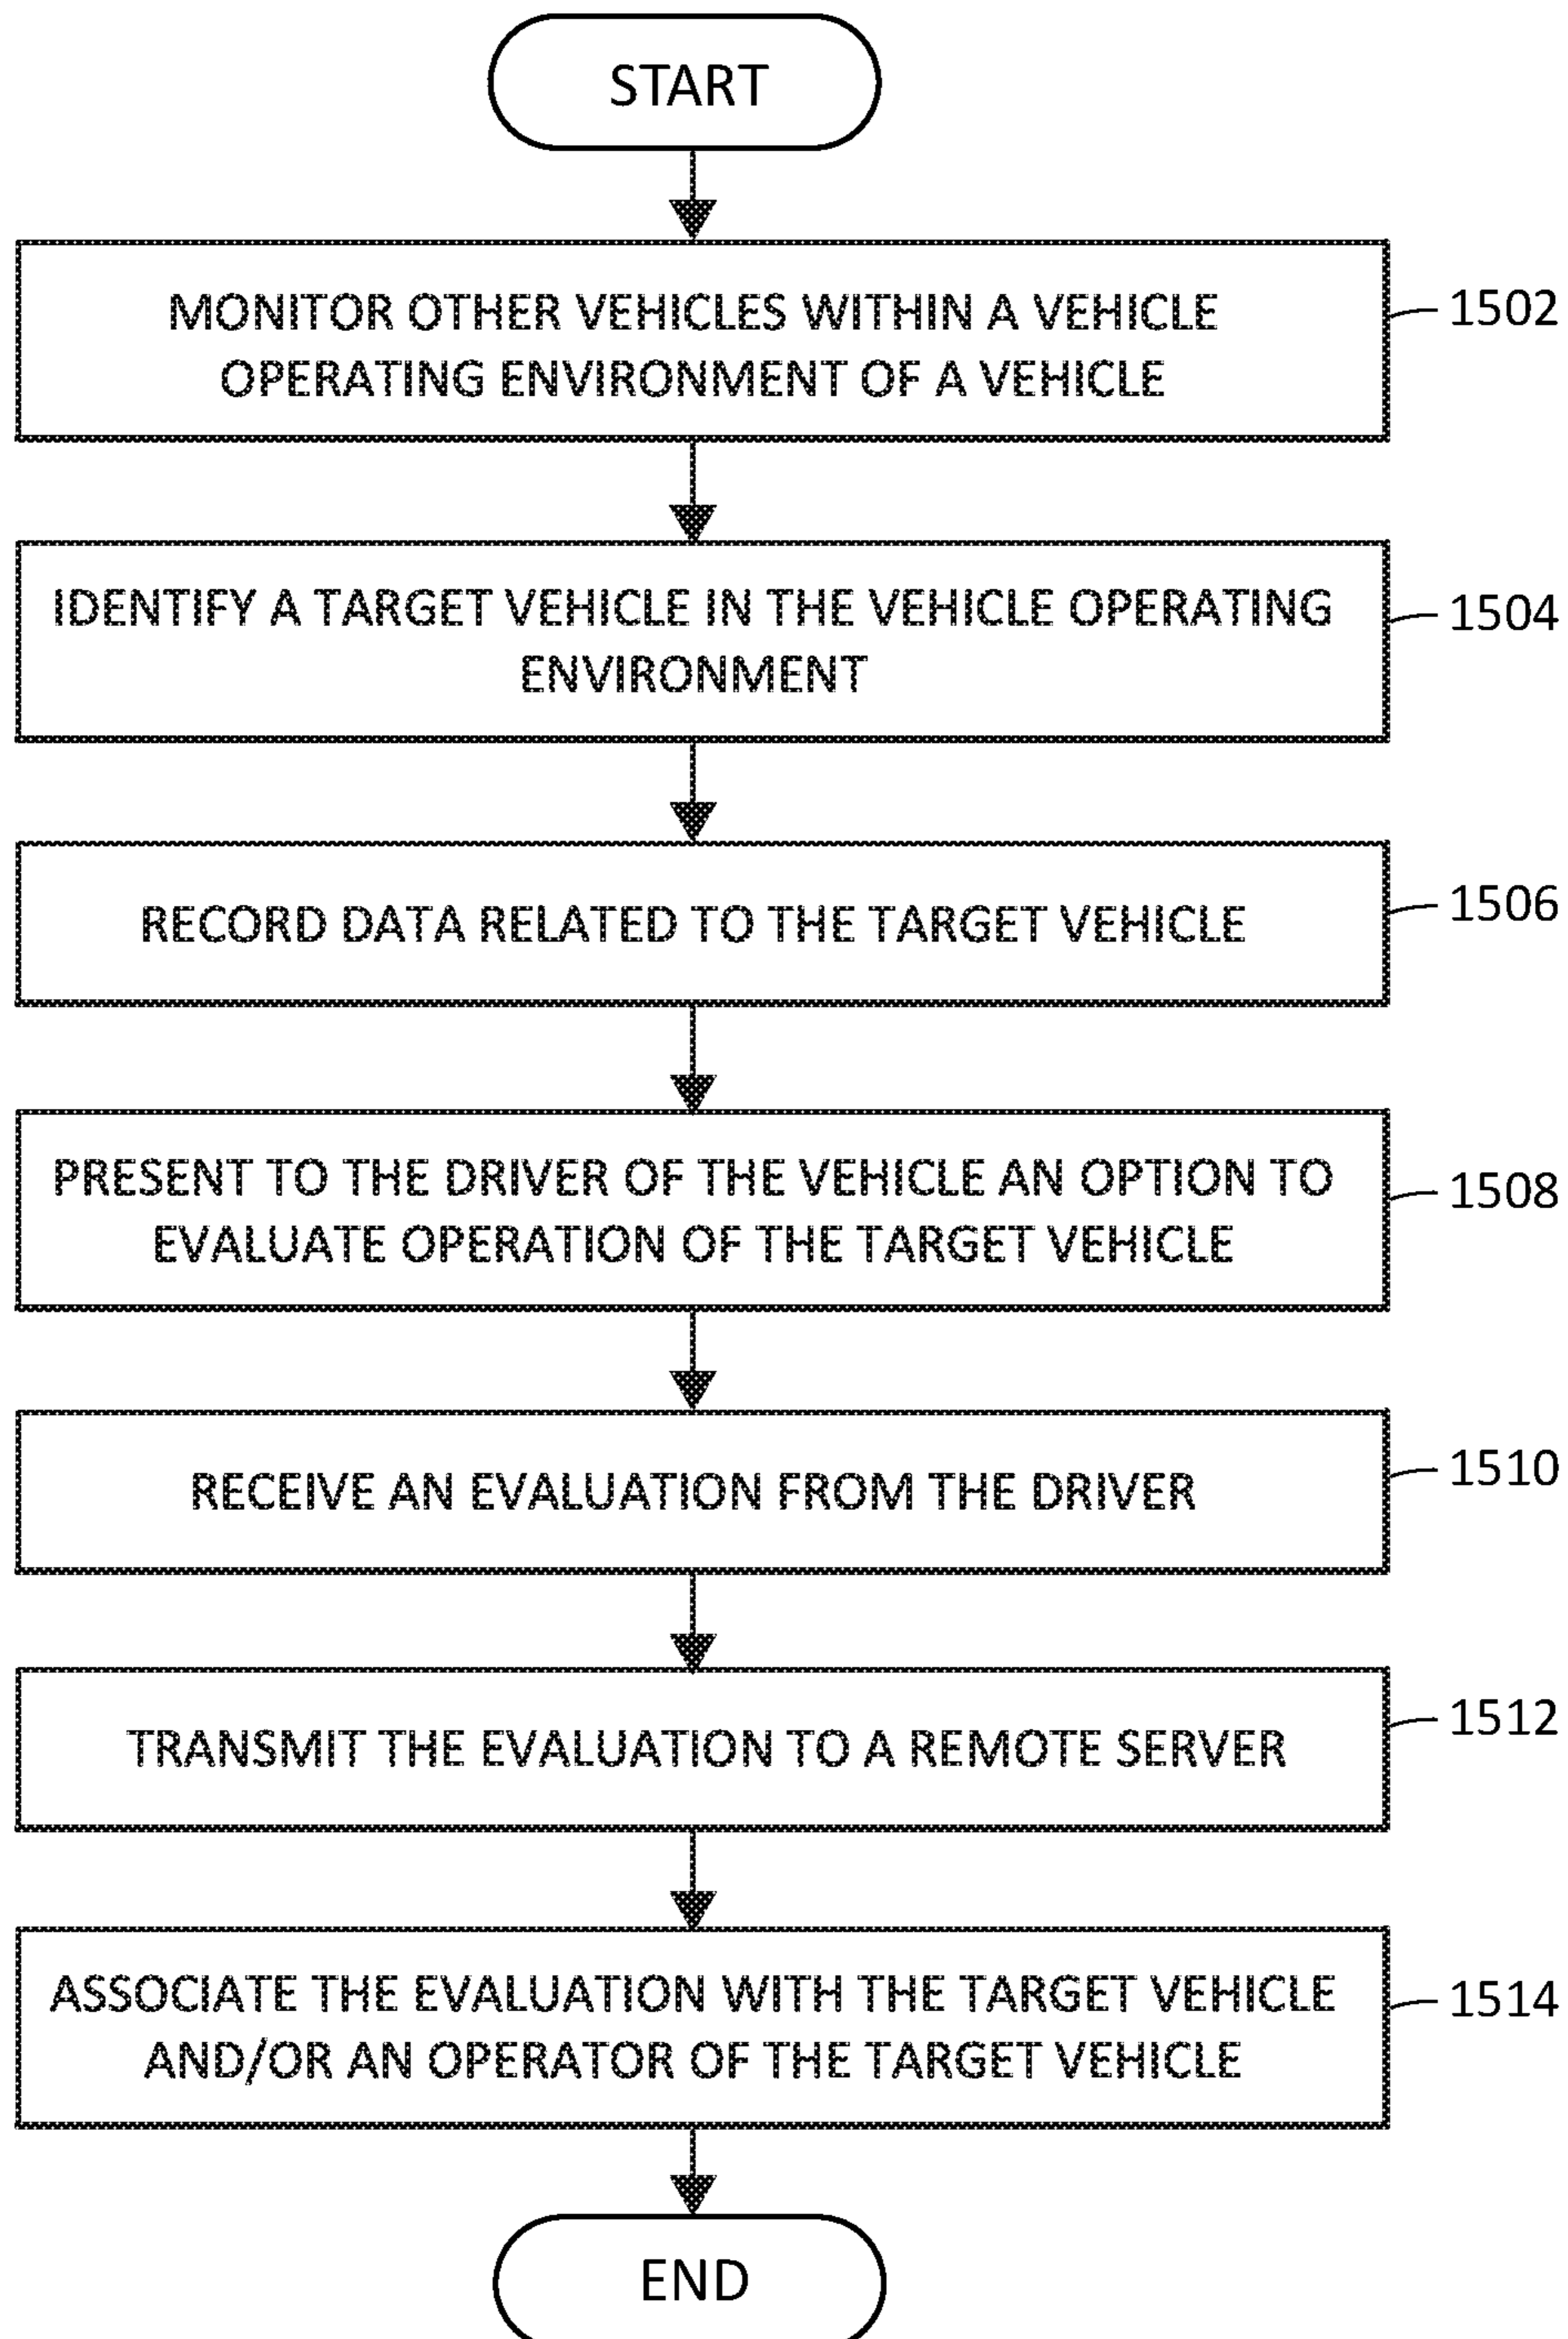 START
MONITOR OTHER VEHICLES WITHIN A VEHICLE
OPERATING ENVIRONMENT OF A VEHICLE
1502
IDENTIFY A TARGET VEHICLE IN THE VEHICLE OPERATING
ENVIRONMENT
1504
RECORD DATA RELATED TO THE TARGET VEHICLE
1506
PRESENT TO THE DRIVER OF THE VEHICLE AN OPTION TO
EVALUATE OPERATION OF THE TARGET VEHICLE
1508
RECEIVE AN EVALUATION FROM THE DRIVER
1510
TRANSMIT THE EVALUATION TO A REMOTE SERVER
1512
ASSOCIATE THE EVALUATION WITH THE TARGET VEHICLE
AND/OR AN OPERATOR OF THE TARGET VEHICLE
1514
END